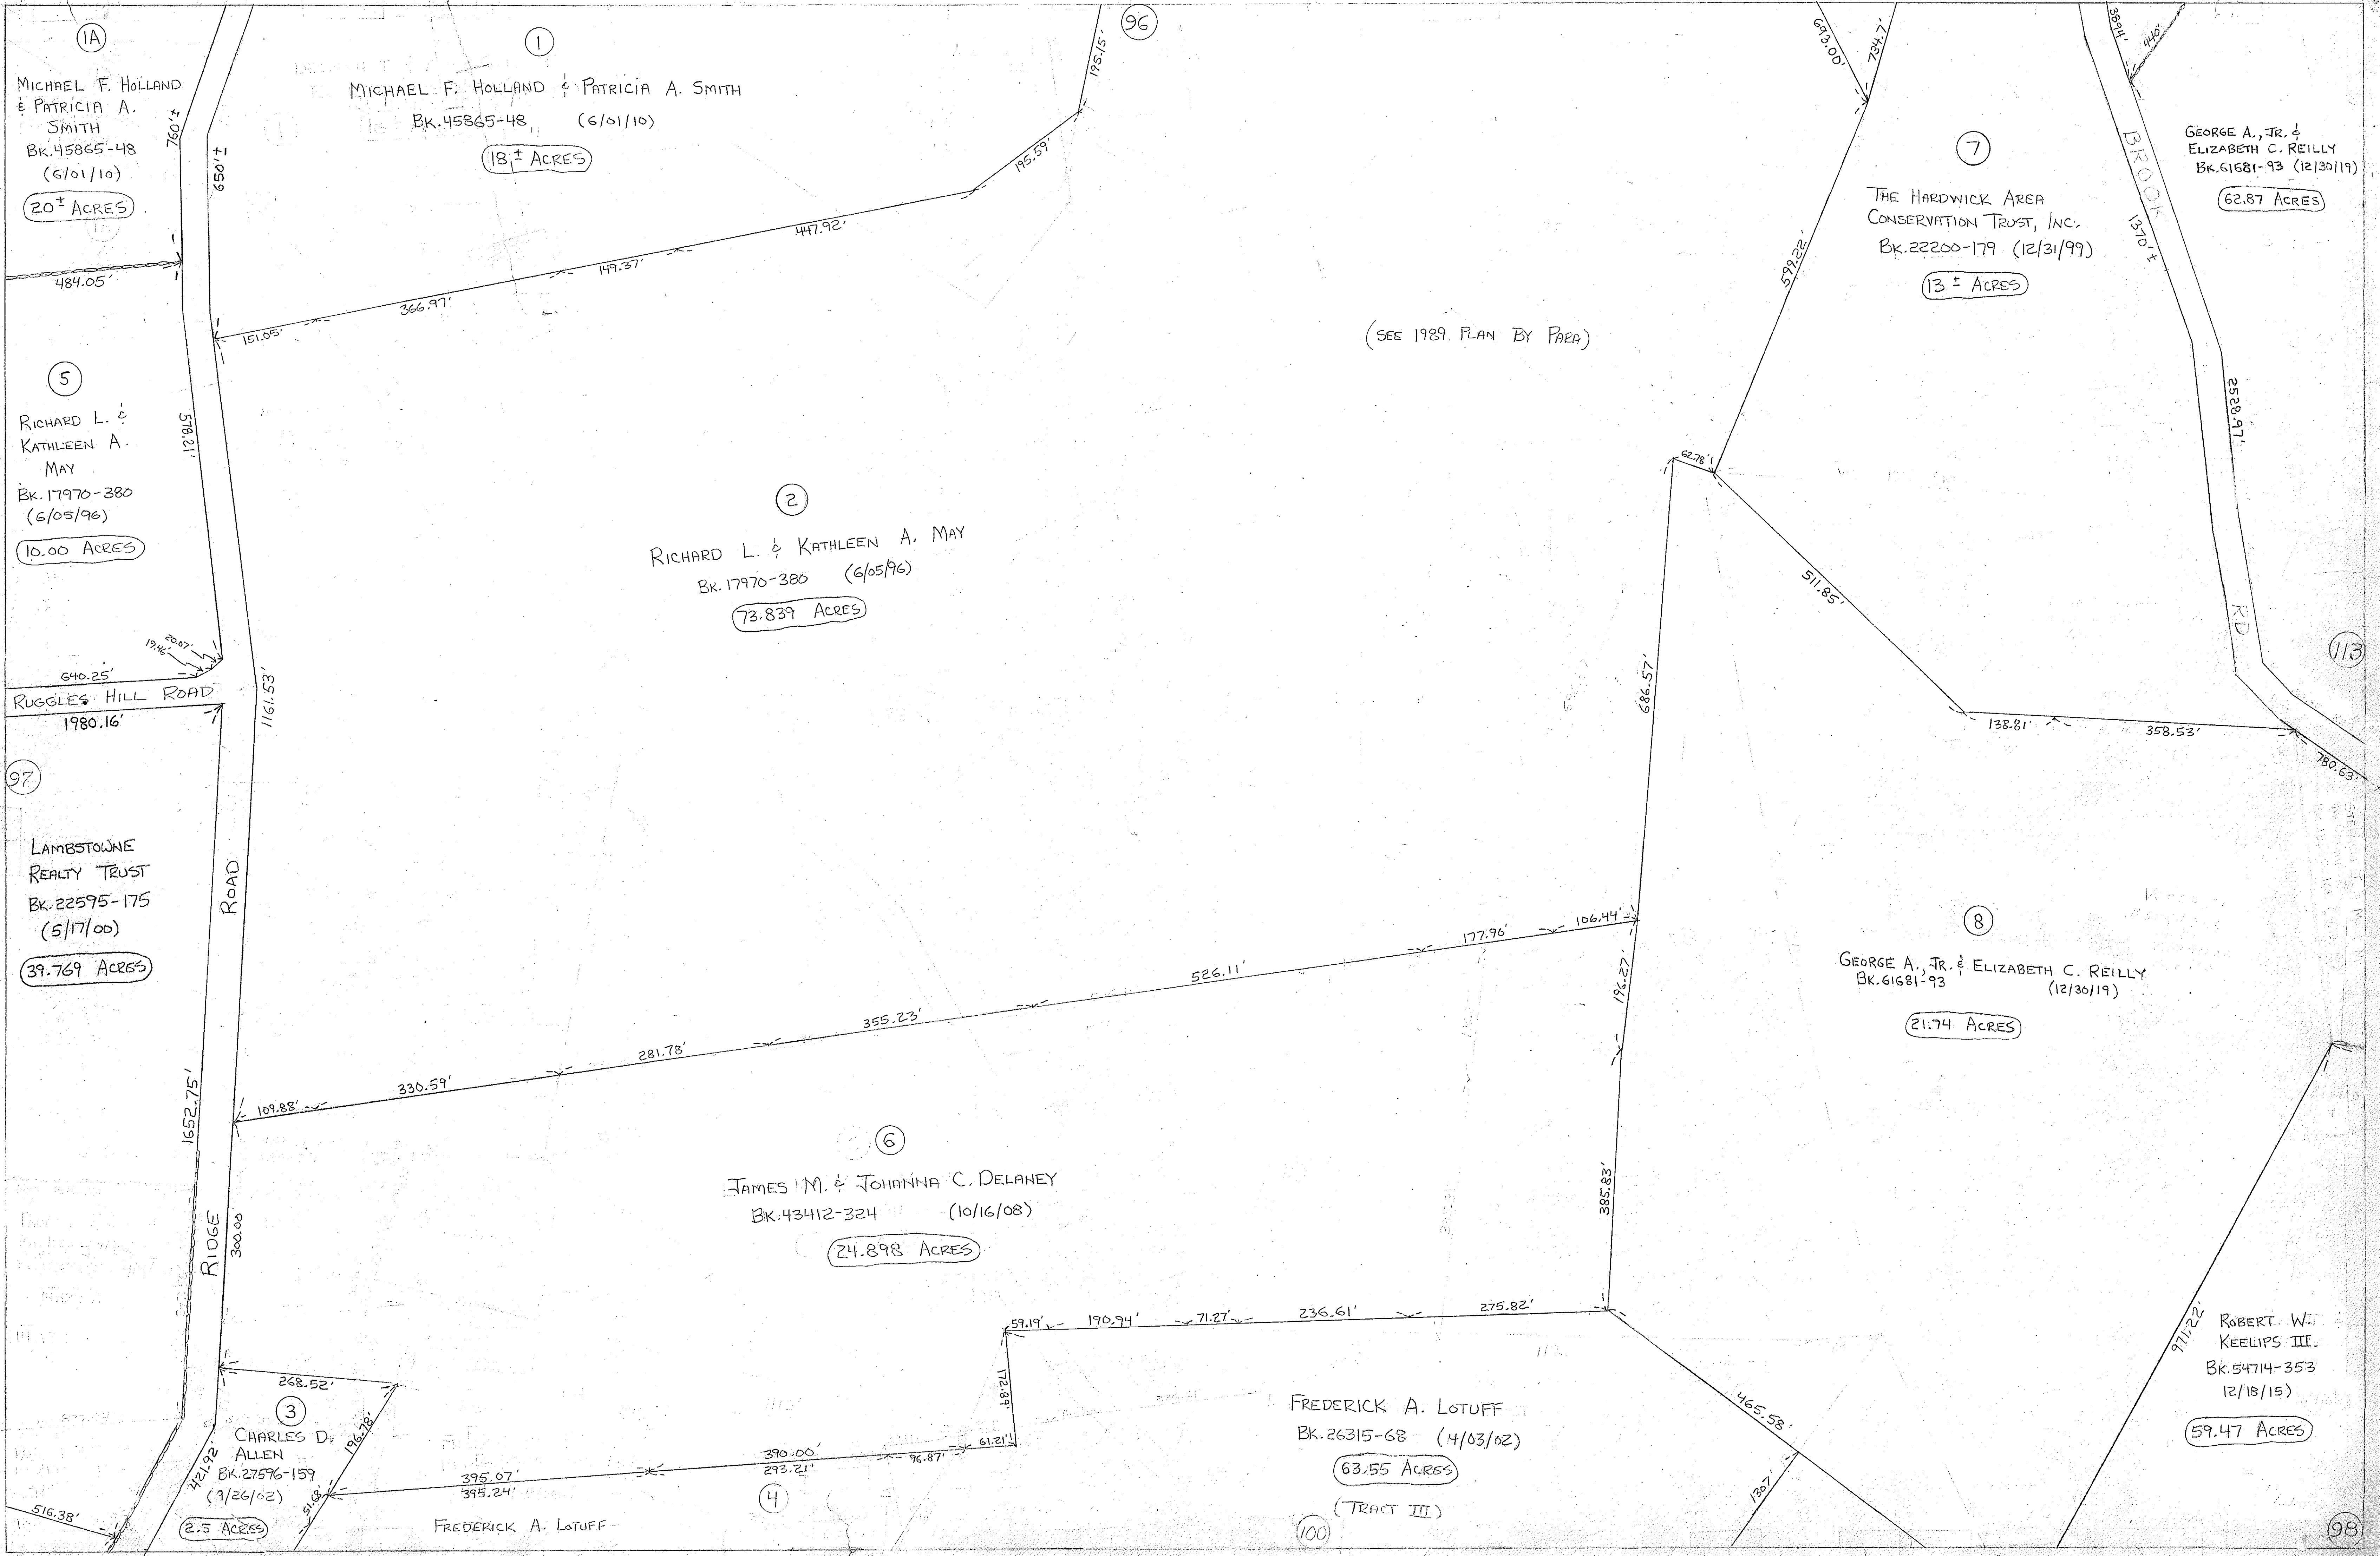 1A
MICHAEL F. HOLLAND
& PATRICIA A.
SMITH
BK.45865-48
(6/01/10)
20± ACRES
760'±
650'±
484.05'
1
MICHAEL F. HOLLAND & PATRICIA A. SMITH
BK.45865-48 (6/01/10)
18± ACRES
195.15'
96
195.59'
447.92'
149.37'
366.97'
151.05'
693.00'
734.7'
389.4'
440'
7
THE HARDWICK AREA
CONSERVATION TRUST, INC.
BK.22200-179 (12/31/99)
13± ACRES
599.22'
BROOK
RD
1370'±
2528.97'
GEORGE A., JR. &
ELIZABETH C. REILLY
BK.61681-93 (12/30/19)
62.87 ACRES
(SEE 1989 PLAN BY PARA)
5
RICHARD L. &
KATHLEEN A.
MAY
BK.17970-380
(6/05/96)
10.00 ACRES
578.21'
20.07'
19.46'
640.25'
RUGGLES HILL ROAD
1980.16'
1161.53'
2
RICHARD L. & KATHLEEN A. MAY
BK.17970-380 (6/05/96)
73.839 ACRES
62.78'
511.85'
686.57'
138.81'
358.53'
780.63'
113
97
LAMBSTOWNE
REALTY TRUST
BK.22595-175
(5/17/00)
39.769 ACRES
ROAD
RIDGE
1652.75'
300.00'
109.88'
330.59'
281.78'
355.23'
526.11'
177.96'
106.44'
196.27'
385.83'
8
GEORGE A., JR. & ELIZABETH C. REILLY
BK.61681-93 (12/30/19)
21.74 ACRES
6
JAMES M. & JOHANNA C. DELANEY
BK.43412-324 (10/16/08)
24.898 ACRES
59.19'
190.94'
71.27'
236.61'
275.82'
172.89'
61.21'
96.87'
390.00'
293.21'
395.07'
395.24'
268.52'
3
CHARLES D.
ALLEN
BK.27596-159
(9/26/02)
2.5 ACRES
196.78'
421.92'
516.38'
4
FREDERICK A. LOTUFF
FREDERICK A. LOTUFF
BK.26315-68 (4/03/02)
63.55 ACRES
(TRACT III)
100
465.58'
1307'
971.22'
ROBERT W.
KEELIPS III.
BK.54714-353
12/18/15)
59.47 ACRES
98